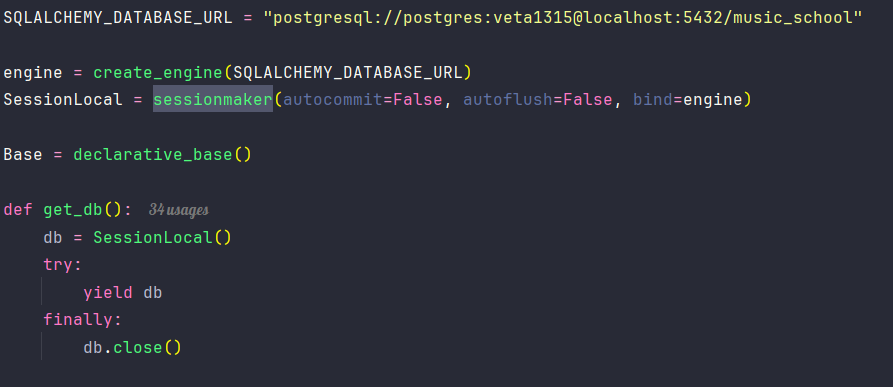 SQLALCHEMY_DATABASE_URL = "postgresql://postgres:veta1315@localhost:5432/music_school"
engine = create_engine(SQLALCHEMY_DATABASE_URL)
SessionLocal = sessionmaker(autocommit=False, autoflush=False, bind=engine)
Base = declarative_base()
def get_db(): 34 usages
db = SessionLocal()
try:
yield db
finally:
db.close()